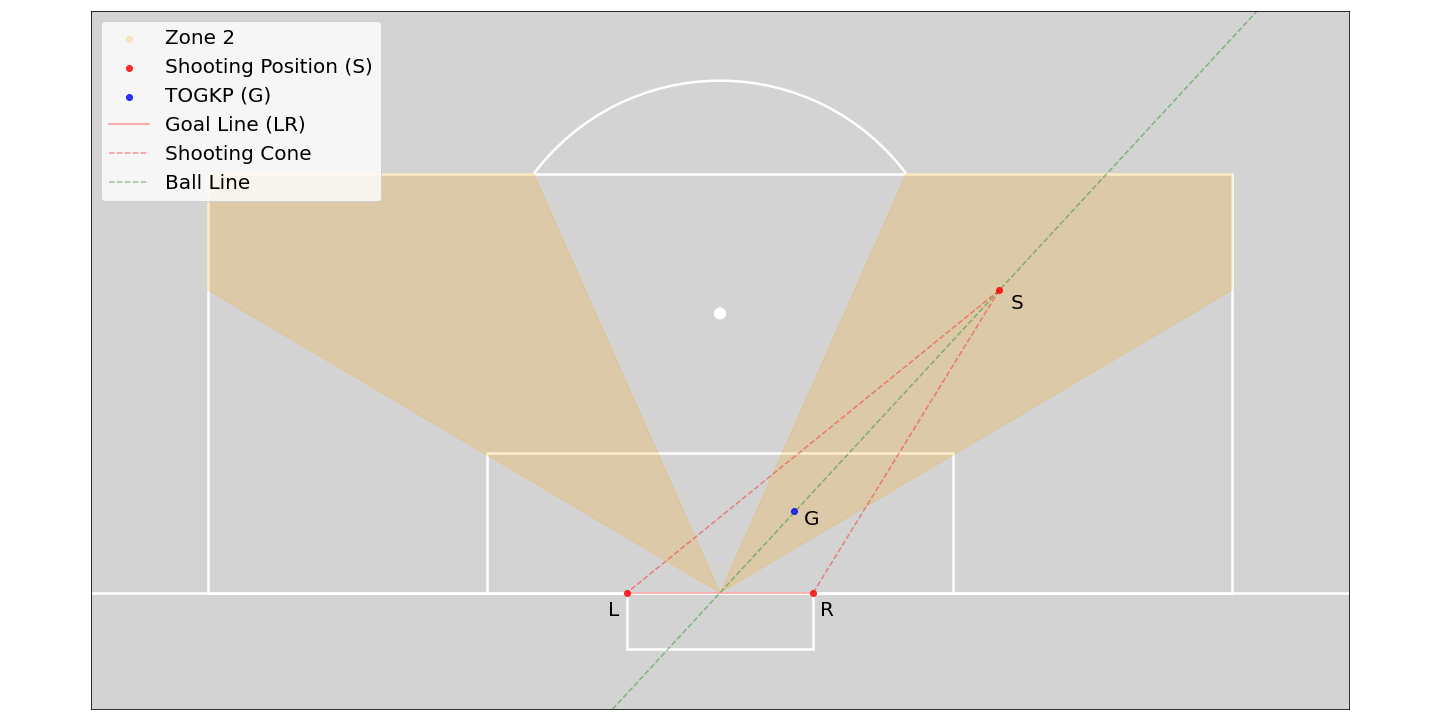 Zone 2
Shooting Position (S)
TOGKP (G)
Goal Line (LR)
Shooting Cone
Ball Line
S
G
L
R